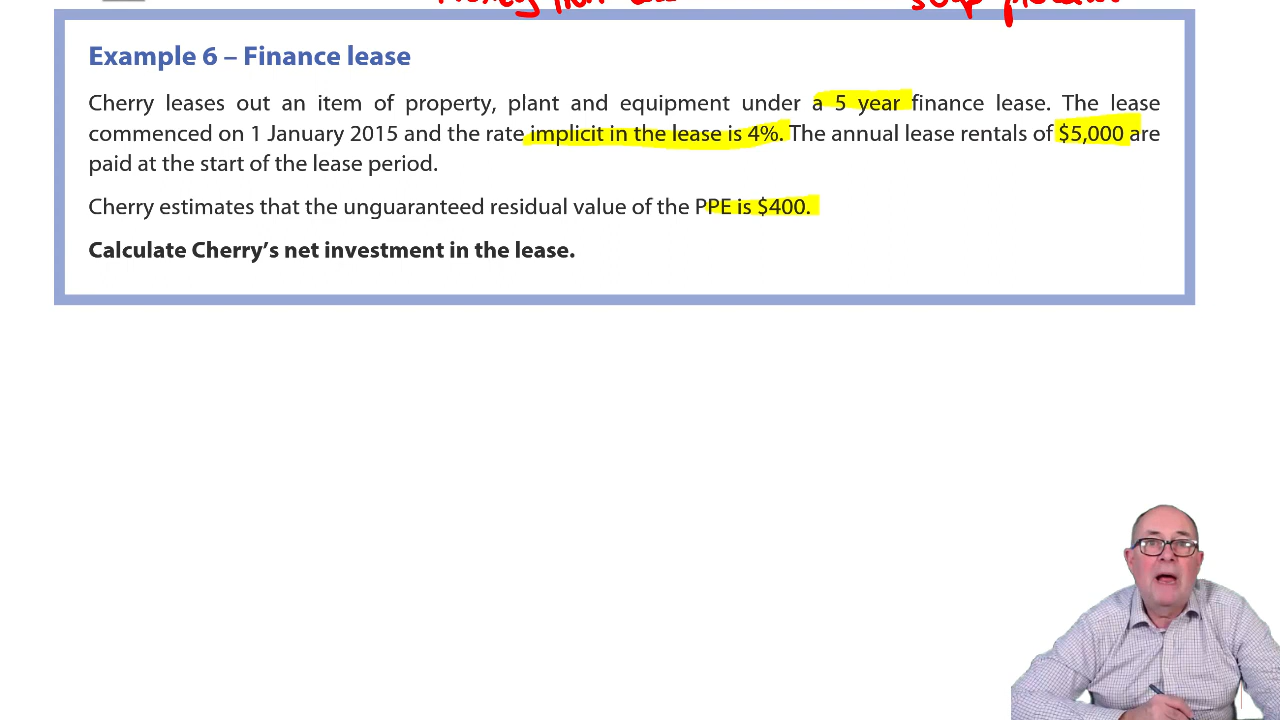 Example 6 – Finance lease
Cherry leases out an item of property, plant and equipment under a 5 year finance lease. The lease
commenced on 1 January 2015 and the rate implicit in the lease is 4%. The annual lease rentals of $5,000 are
paid at the start of the lease period.
Cherry estimates that the unguaranteed residual value of the PPE is $400.
Calculate Cherry's net investment in the lease.